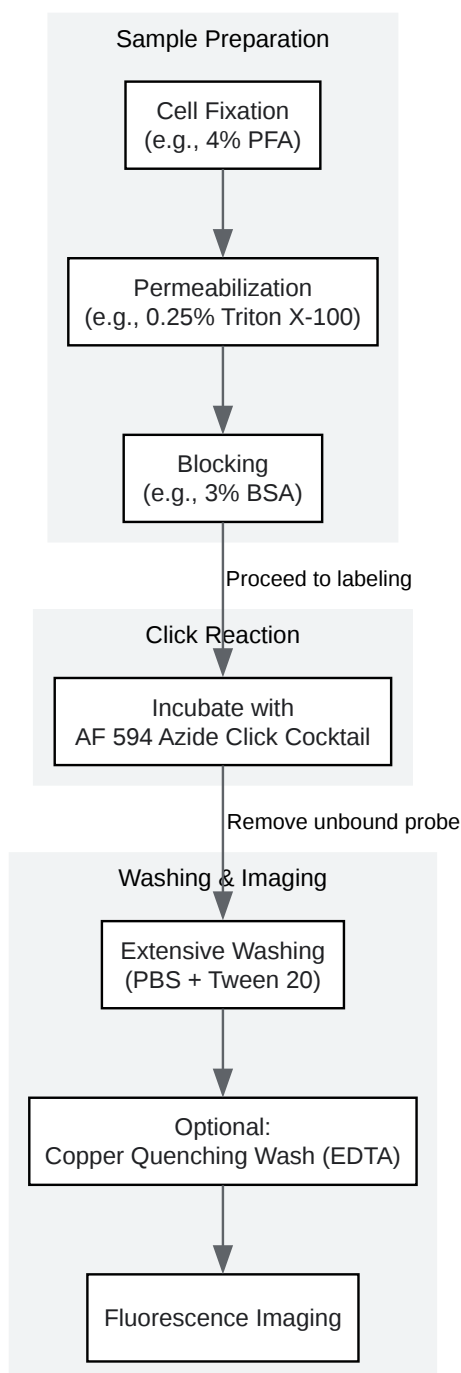 Sample Preparation
Cell Fixation
(e.g., 4% PFA)
Permeabilization
(e.g., 0.25% Triton X-100)
Blocking
(e.g., 3% BSA)
Proceed to labeling
Click Reaction
Incubate with
AF 594 Azide Click Cocktail
Remove unbound probe
Washing & Imaging
Extensive Washing
(PBS + Tween 20)
Optional:
Copper Quenching Wash (EDTA)
Fluorescence Imaging